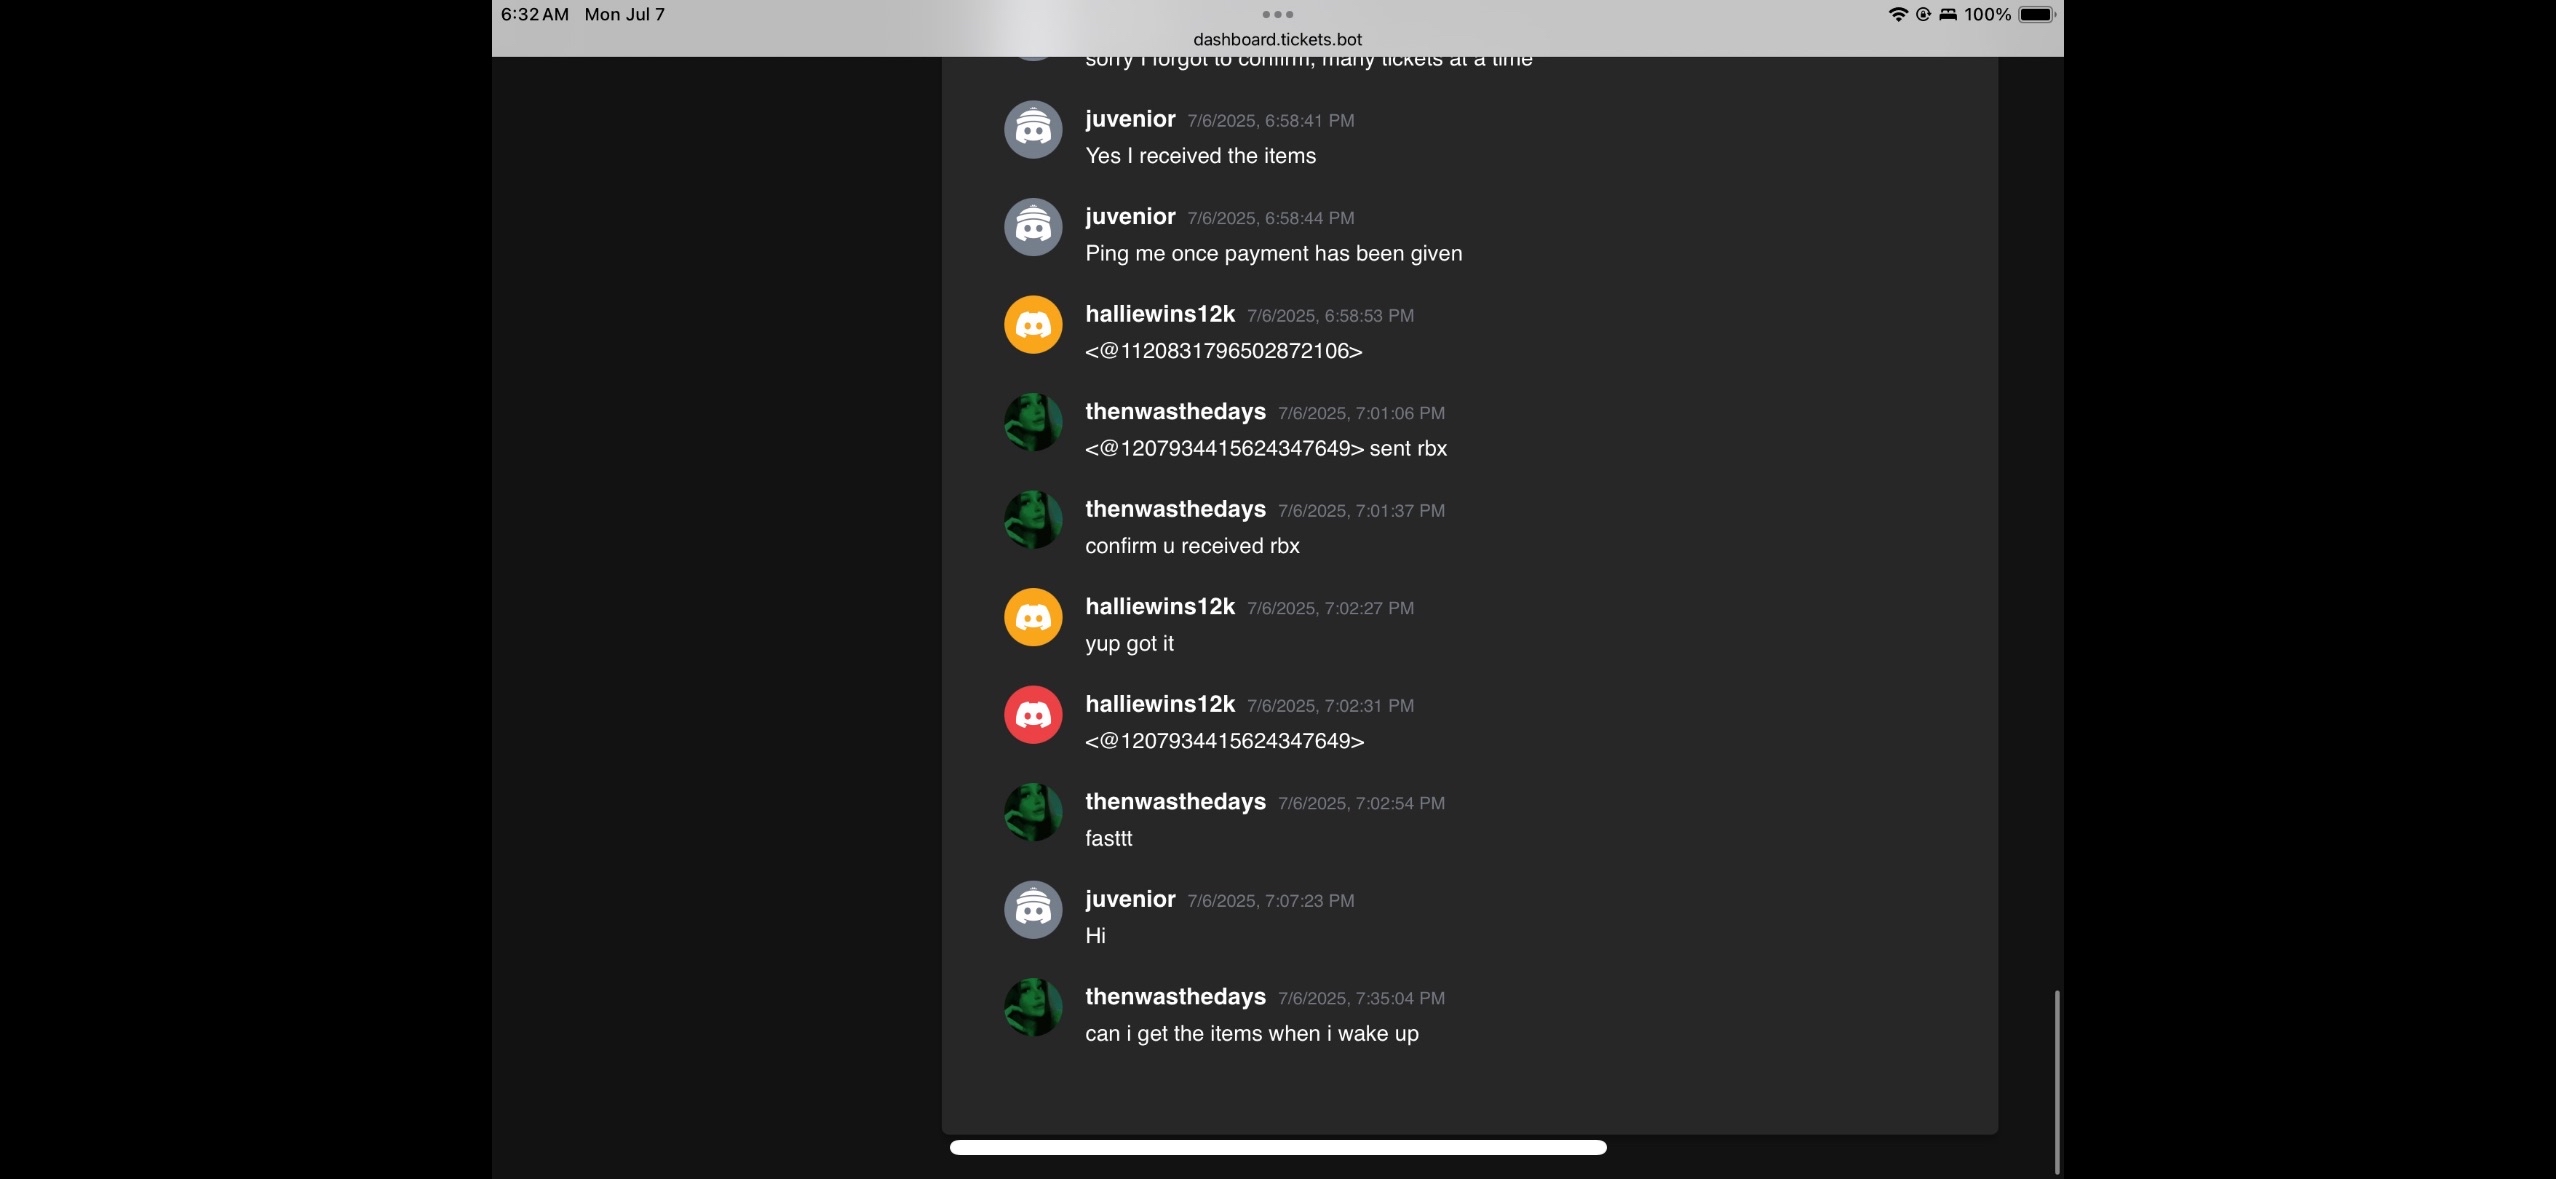 6:32 AM Mon Jul 7
100%
dashboard.tickets.bot
sorry I forgot to confirm, many tickets at a time
juvenior 7/6/2025, 6:58:41 PM
Yes I received the items
juvenior 7/6/2025, 6:58:44 PM
Ping me once payment has been given
halliewins12k 7/6/2025, 6:58:53 PM
<@1120831796502872106>
thenwasthedays 7/6/2025, 7:01:06 PM
<@1207934415624347649> sent rbx
thenwasthedays 7/6/2025, 7:01:37 PM
confirm u received rbx
halliewins12k 7/6/2025, 7:02:27 PM
yup got it
halliewins12k 7/6/2025, 7:02:31 PM
<@1207934415624347649>
thenwasthedays 7/6/2025, 7:02:54 PM
fasttt
juvenior 7/6/2025, 7:07:23 PM
Hi
thenwasthedays 7/6/2025, 7:35:04 PM
can i get the items when i wake up